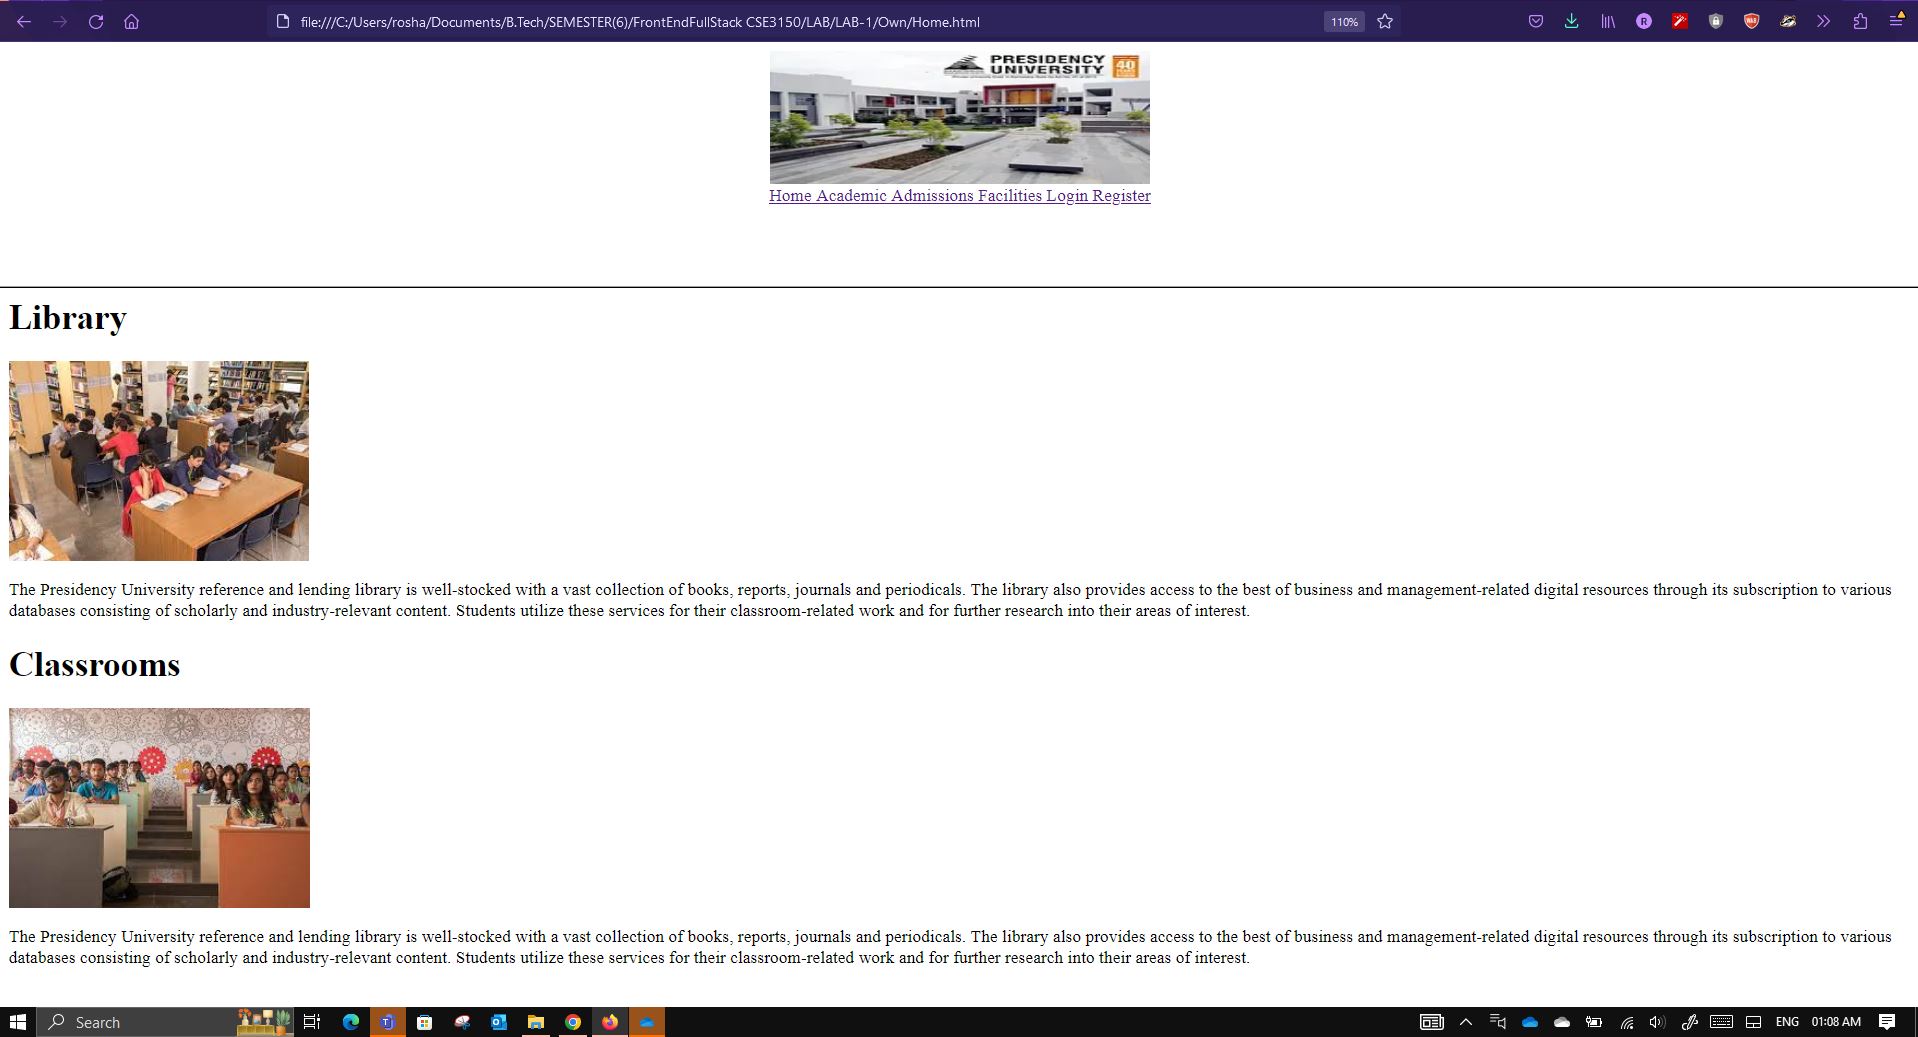 file:///C:/Users/rosha/Documents/B.Tech/SEMESTER(6)/FrontEndFullStack CSE3150/LAB/LAB-1/Own/Home.html
110%
R
PRESIDENCY
UNIVERSITY
40
Home Academic Admissions Facilities Login Register
Library
The Presidency University reference and lending library is well-stocked with a vast collection of books, reports, journals and periodicals. The library also provides access to the best of business and management-related digital resources through its subscription to various
databases consisting of scholarly and industry-relevant content. Students utilize these services for their classroom-related work and for further research into their areas of interest.
Classrooms
The Presidency University reference and lending library is well-stocked with a vast collection of books, reports, journals and periodicals. The library also provides access to the best of business and management-related digital resources through its subscription to various
databases consisting of scholarly and industry-relevant content. Students utilize these services for their classroom-related work and for further research into their areas of interest.
Search
ENG 01:08 AM